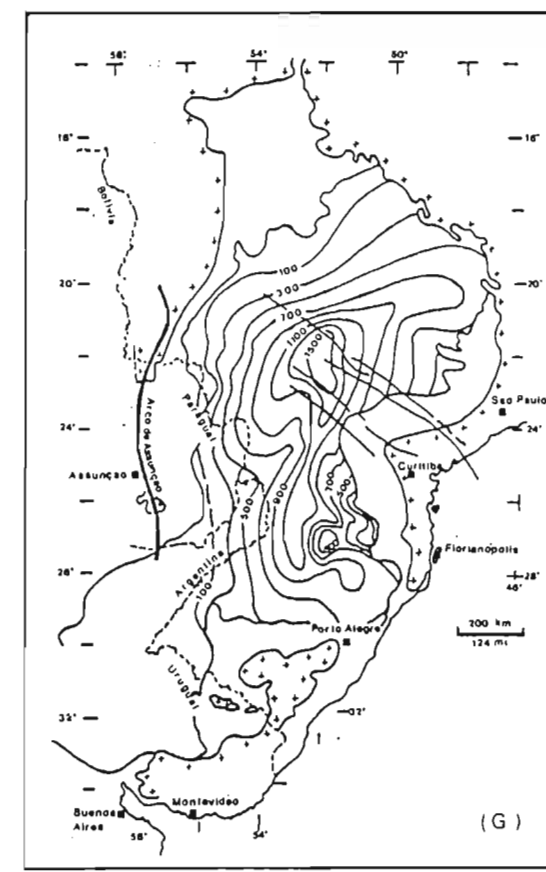 58° 54° 50°
16° 16°
Bolivia
100
20° 300 20°
700
1100
1500
Paraguai
São Paulo
24° 24°
Arco de Assunção
Curitiba
Assunção
700
500
900
500
Florianopolis
Argentina
28° 28°
100
48°
200 km
124 mi
Porto Alegre
Uruguai
32° 32°
Buenos Aires
Montevideo
58° 54°
(G)